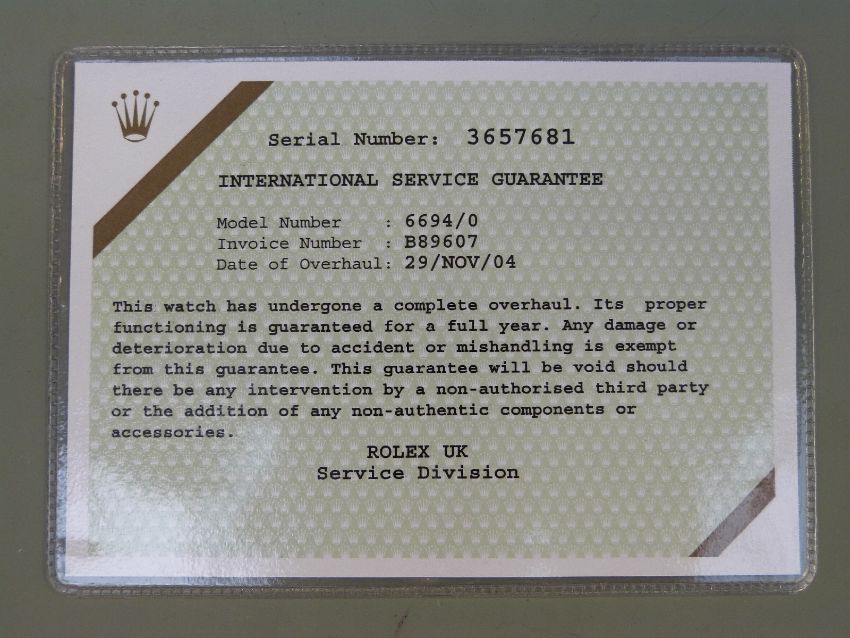 Serial Number: 3657681
INTERNATIONAL SERVICE GUARANTEE
Model Number : 6694/0
Invoice Number : B89607
Date of Overhaul: 29/NOV/04
This watch has undergone a complete overhaul. Its proper
functioning is guaranteed for a full year. Any damage or
deterioration due to accident or mishandling is exempt
from this guarantee. This guarantee will be void should
there be any intervention by a non-authorised third party
or the addition of any non-authentic components or
accessories.
ROLEX UK
Service Division